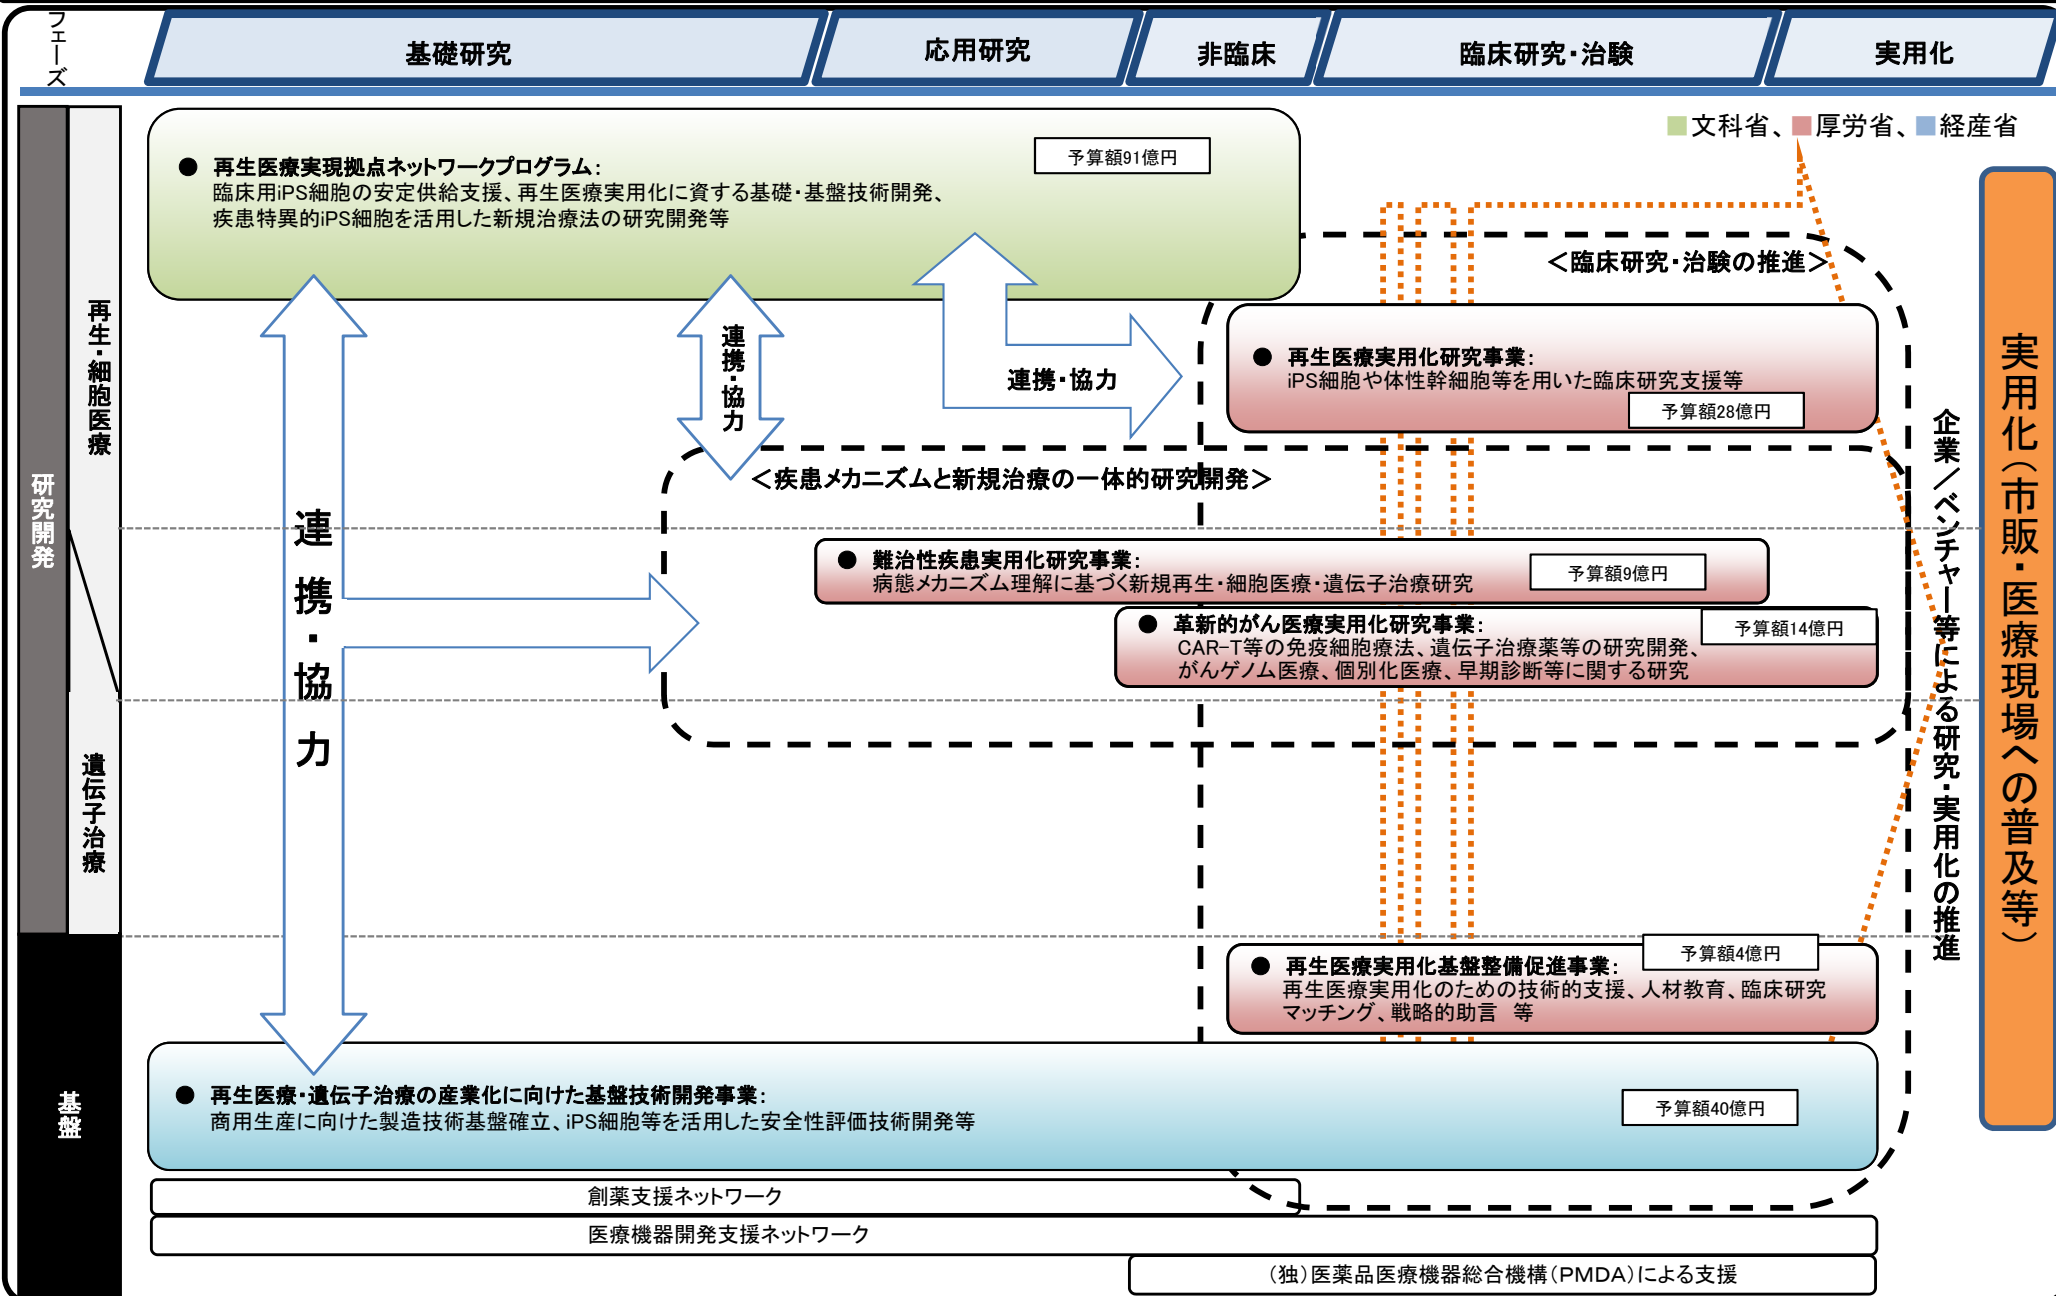 フェーズ
基礎研究
応用研究
非臨床
臨床研究・治験
実用化
■文科省、■厚労省、■経産省
研究開発
再生・細胞医療
遺伝子治療
基盤
● 再生医療実現拠点ネットワークプログラム:
予算額91億円
臨床用iPS細胞の安定供給支援、再生医療実用化に資する基礎・基盤技術開発、
疾患特異的iPS細胞を活用した新規治療法の研究開発等
<臨床研究・治験の推進>
連携・協力
連携・協力
連携・協力
● 再生医療実用化研究事業:
iPS細胞や体性幹細胞等を用いた臨床研究支援等
予算額28億円
<疾患メカニズムと新規治療の一体的研究開発>
● 難治性疾患実用化研究事業:
病態メカニズム理解に基づく新規再生・細胞医療・遺伝子治療研究
予算額9億円
● 革新的がん医療実用化研究事業:
予算額14億円
CAR-T等の免疫細胞療法、遺伝子治療薬等の研究開発、
がんゲノム医療、個別化医療、早期診断等に関する研究
企業/ベンチャー等による研究・実用化の推進
実用化(市販・医療現場への普及等)
予算額4億円
● 再生医療実用化基盤整備促進事業:
再生医療実用化のための技術的支援、人材教育、臨床研究
マッチング、戦略的助言 等
● 再生医療・遺伝子治療の産業化に向けた基盤技術開発事業:
商用生産に向けた製造技術基盤確立、iPS細胞等を活用した安全性評価技術開発等
予算額40億円
創薬支援ネットワーク
医療機器開発支援ネットワーク
(独)医薬品医療機器総合機構(PMDA)による支援